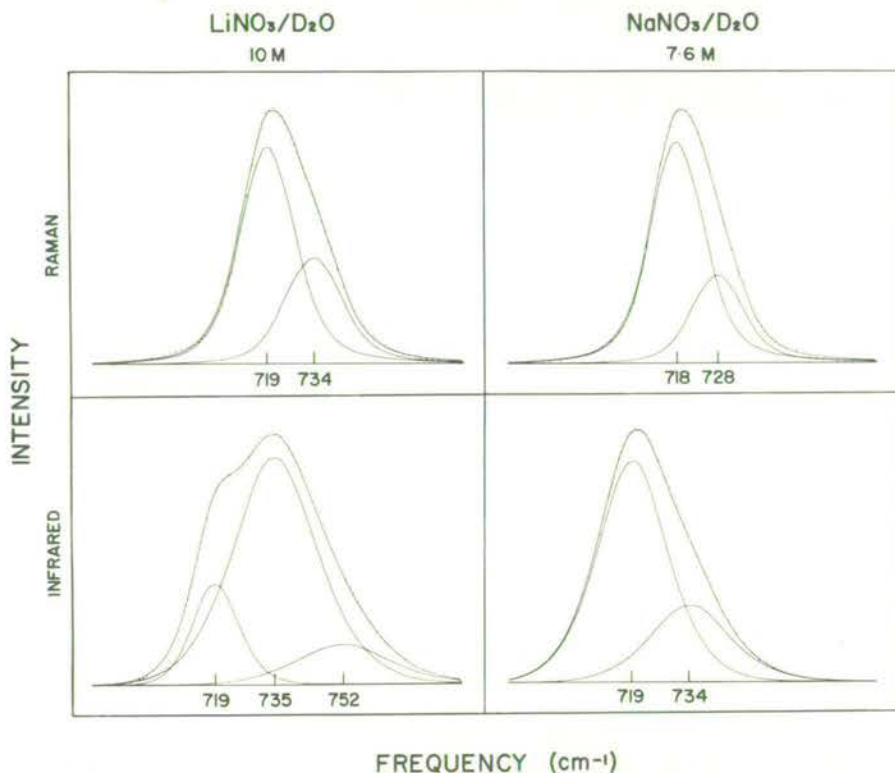 LiNO₃/D₂O
10 M
NaNO₃/D₂O
7·6 M
RAMAN
719 734
718 728
INTENSITY
INFRARED
719 735 752
719 734
FREQUENCY (cm⁻¹)